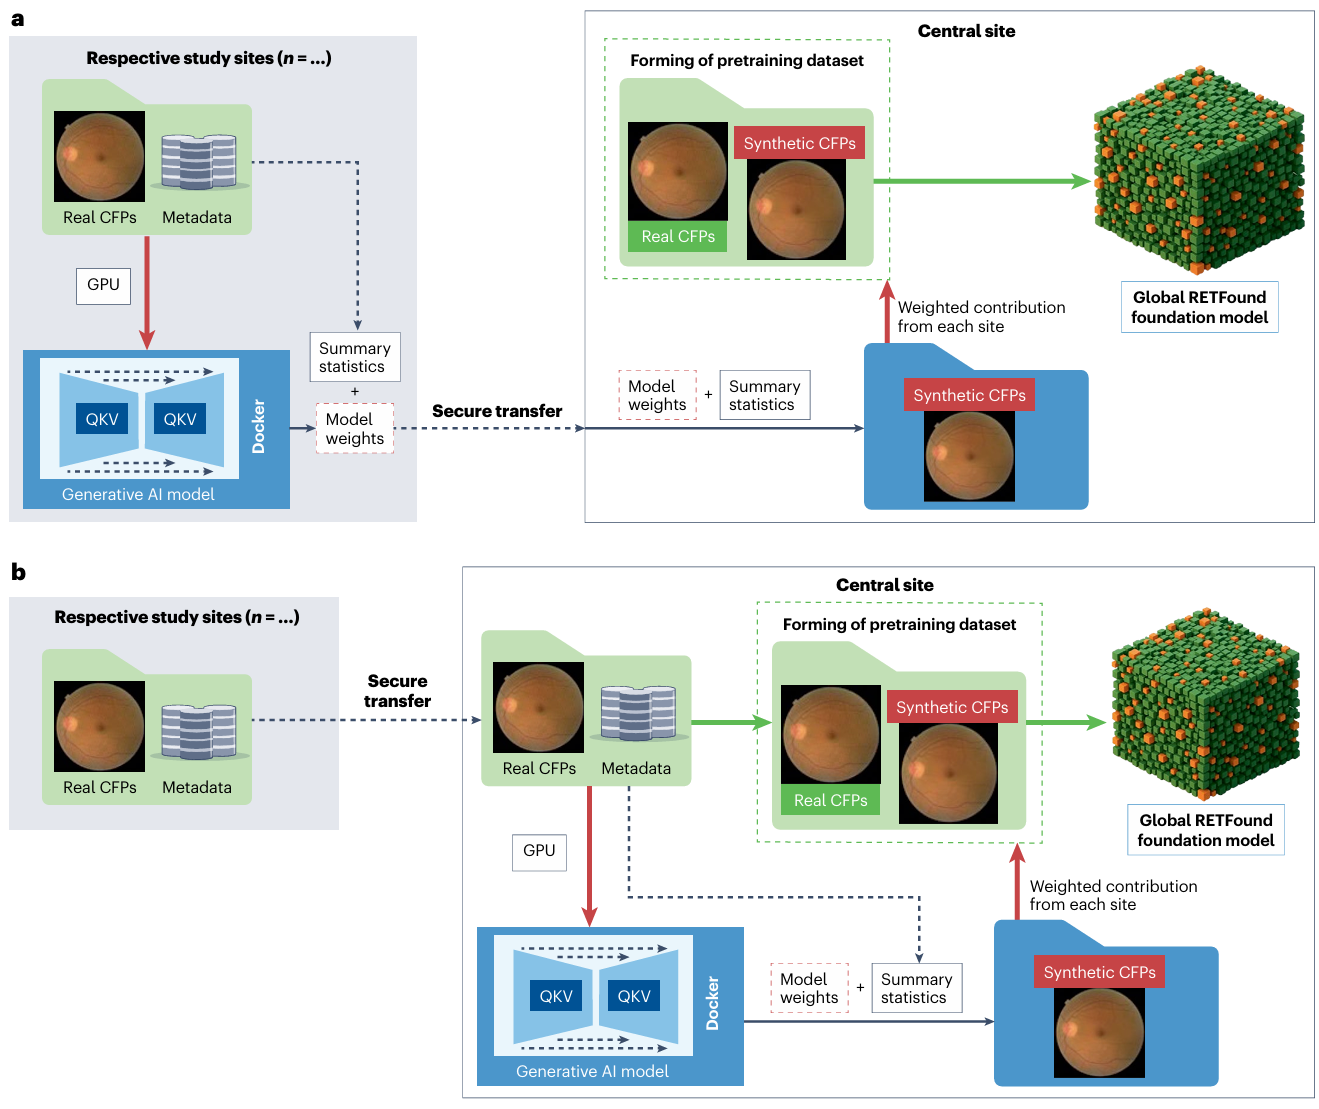 a
Respective study sites (n = ...)
Real CFPs
Metadata
GPU
Summary
statistics
+
Model
weights
QKV
QKV
Docker
Generative AI model
Secure transfer
Central site
Forming of pretraining dataset
Synthetic CFPs
Real CFPs
Global RETFound
foundation model
Weighted contribution
from each site
Model
weights
+
Summary
statistics
Synthetic CFPs
b
Respective study sites (n = ...)
Real CFPs
Metadata
Secure
transfer
Central site
Real CFPs
Metadata
Forming of pretraining dataset
Synthetic CFPs
Real CFPs
Global RETFound
foundation model
GPU
Weighted contribution
from each site
QKV
QKV
Docker
Generative AI model
Model
weights
+
Summary
statistics
Synthetic CFPs